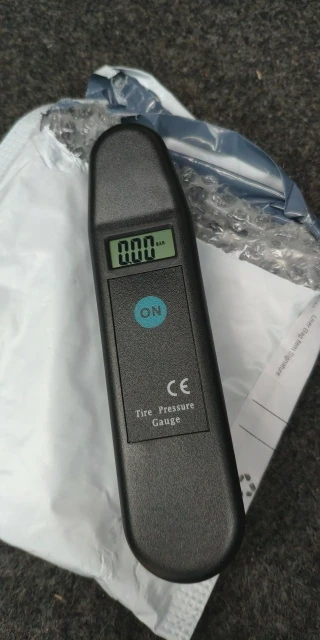 0.00 BAR
ON
CE
Tire Pressure
Gauge